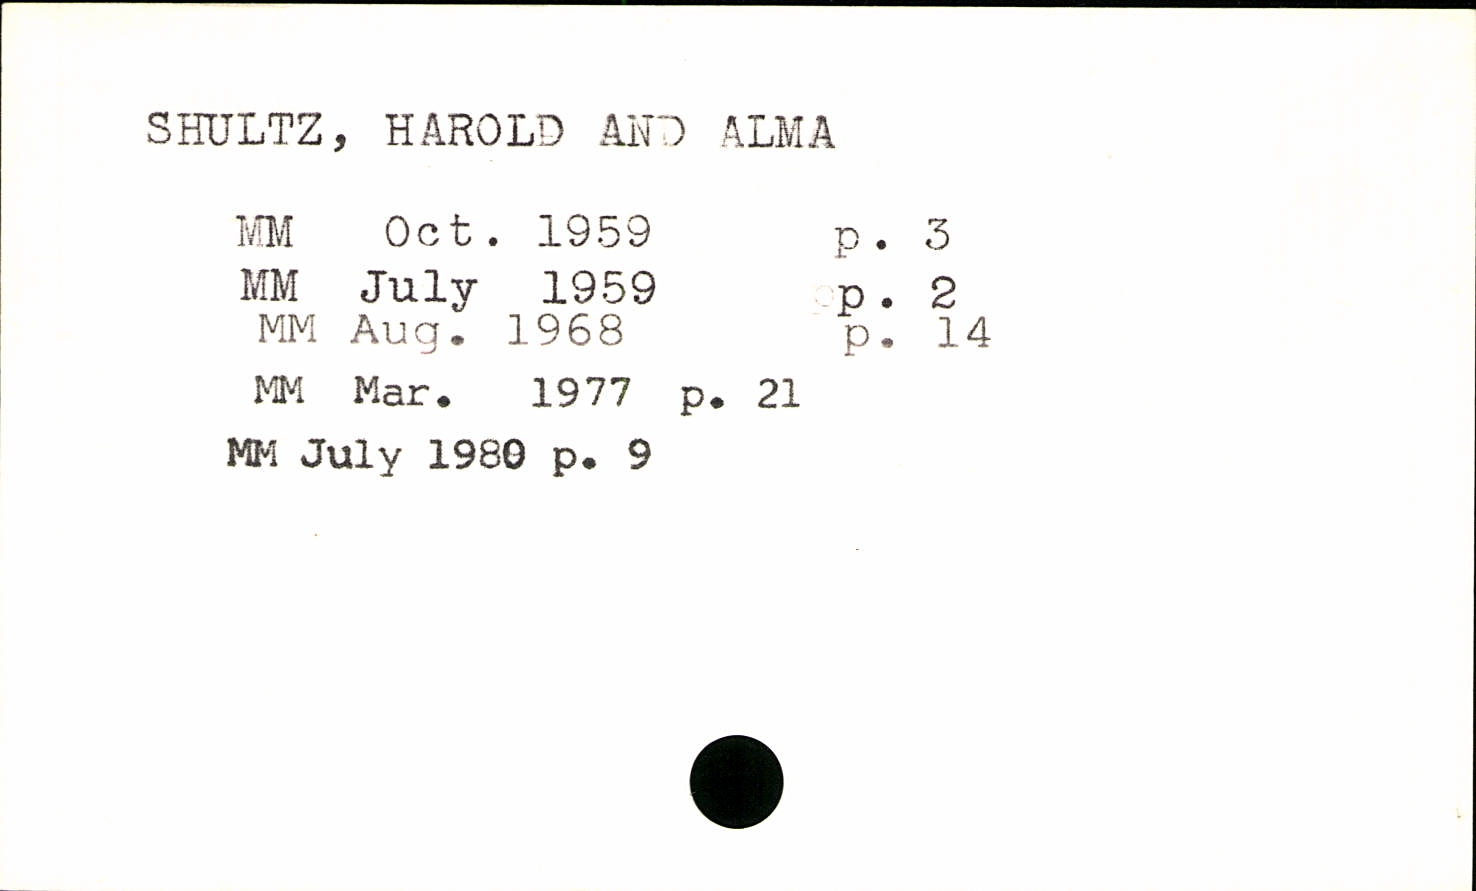 SHULTZ, HAROLD AND ALMA
MM Oct. 1959 p. 3
MM July 1959 p. 2
MM Aug. 1968 p. 14
MM Mar. 1977 p. 21
MM July 1980 p. 9